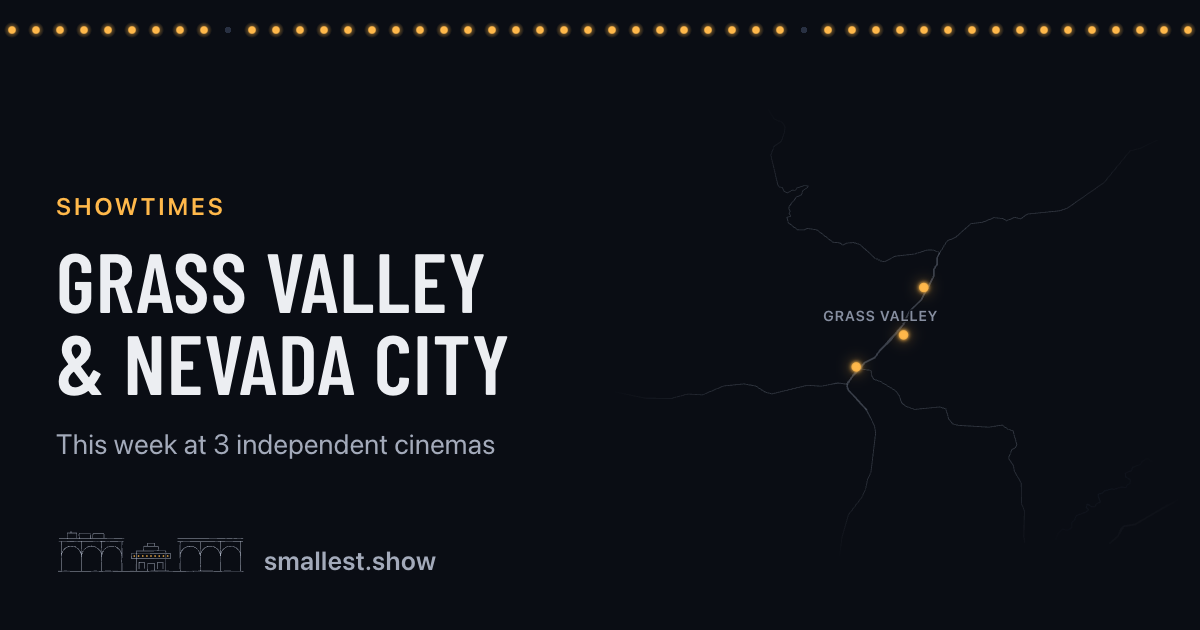 SHOWTIMES
GRASS VALLEY
& NEVADA CITY
This week at 3 independent cinemas
smallest.show
GRASS VALLEY